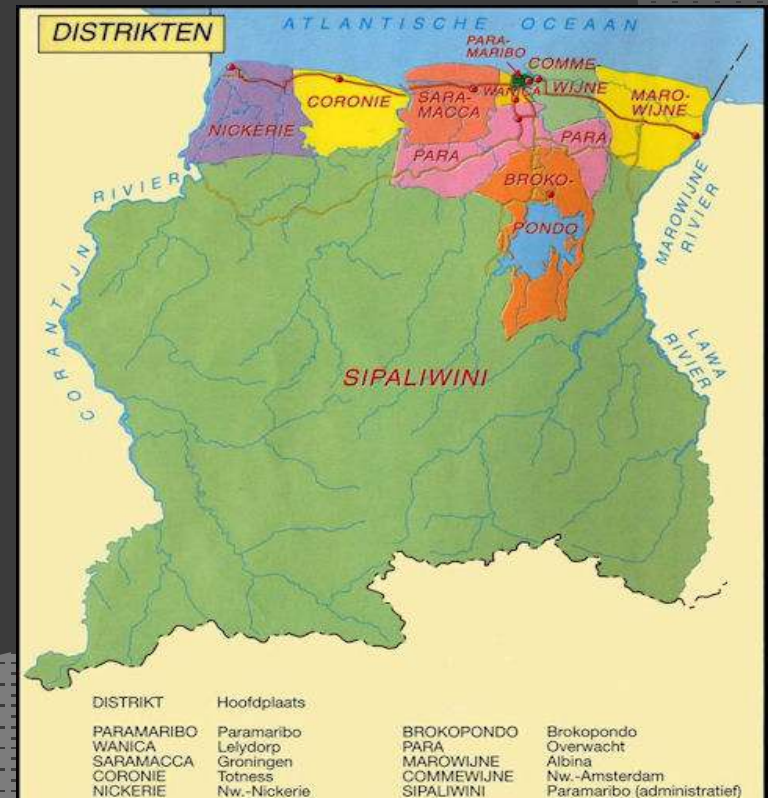 DISTRIKTEN
ATLANTISCHE OCEAAN
PARA-
MARIBO
COMME-
WIJNE
WANICA
MARO-
WIJNE
CORONIE
SARA-
MACCA
NICKERIE
PARA
PARA
BROKO-
PONDO
CORANTIJN RIVIER
MAROWIJNE
RIVIER
LAWA
RIVIER
SIPALIWINI
DISTRIKT Hoofdplaats
PARAMARIBO Paramaribo
WANICA Lelydorp
SARAMACCA Groningen
CORONIE Totness
NICKERIE Nw.-Nickerie
BROKOPONDO Brokopondo
PARA Overwacht
MAROWIJNE Albina
COMMEWIJNE Nw.-Amsterdam
SIPALIWINI Paramaribo (administratief)